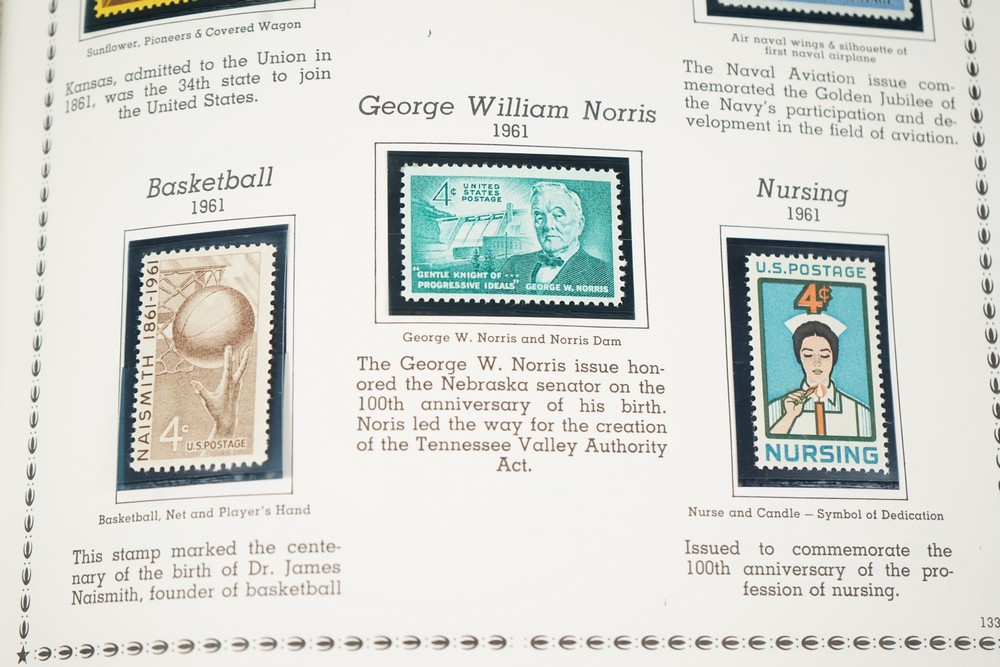 Sunflower, Pioneers & Covered Wagon
Kansas, admitted to the Union in
1861, was the 34th state to join
the United States.
Air naval wings & silhouette of
first naval airplane
The Naval Aviation issue com-
memorated the Golden Jubilee of
the Navy's participation and de-
velopment in the field of aviation.
George William Norris
1961
4¢ UNITED
STATES
POSTAGE
"GENTLE KNIGHT OF...
PROGRESSIVE IDEALS" GEORGE W. NORRIS
George W. Norris and Norris Dam
The George W. Norris issue hon-
ored the Nebraska senator on the
100th anniversary of his birth.
Noris led the way for the creation
of the Tennessee Valley Authority
Act.
Basketball
1961
NAISMITH 1861-1961
4c
U.S. POSTAGE
Basketball, Net and Player's Hand
This stamp marked the cente-
nary of the birth of Dr. James
Naismith, founder of basketball
Nursing
1961
U.S. POSTAGE
4¢
NURSING
Nurse and Candle – Symbol of Dedication
Issued to commemorate the
100th anniversary of the pro-
fession of nursing.
133